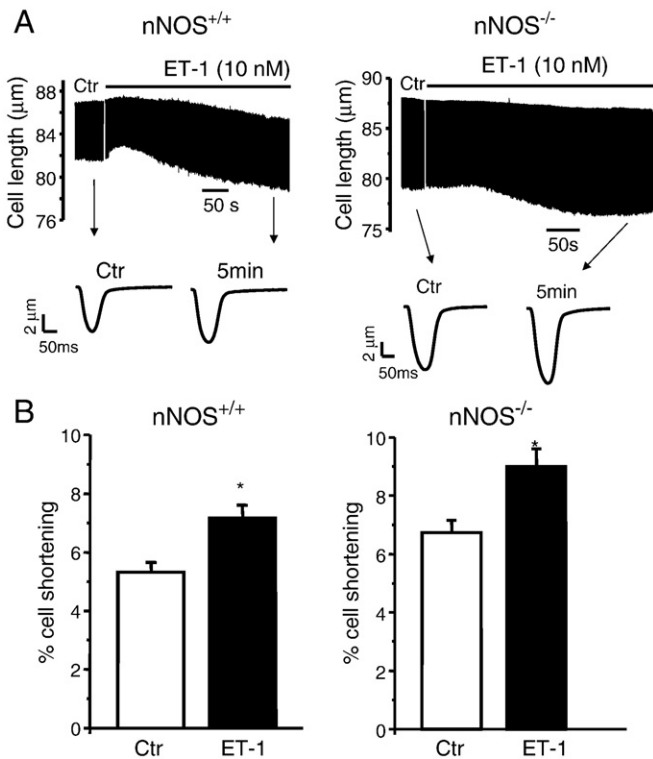 A
nNOS+/+
nNOS-/-
Ctr
ET-1 (10 nM)
Cell length (µm)
88
84
80
76
50 s
Ctr
5min
2 µm
50ms
Ctr
ET-1 (10 nM)
Cell length (µm)
90
85
80
75
50s
Ctr
5min
2 µm
50ms
B
nNOS+/+
% cell shortening
10
8
6
4
2
0
*
Ctr
ET-1
nNOS-/-
% cell shortening
10
8
6
4
2
0
*
Ctr
ET-1